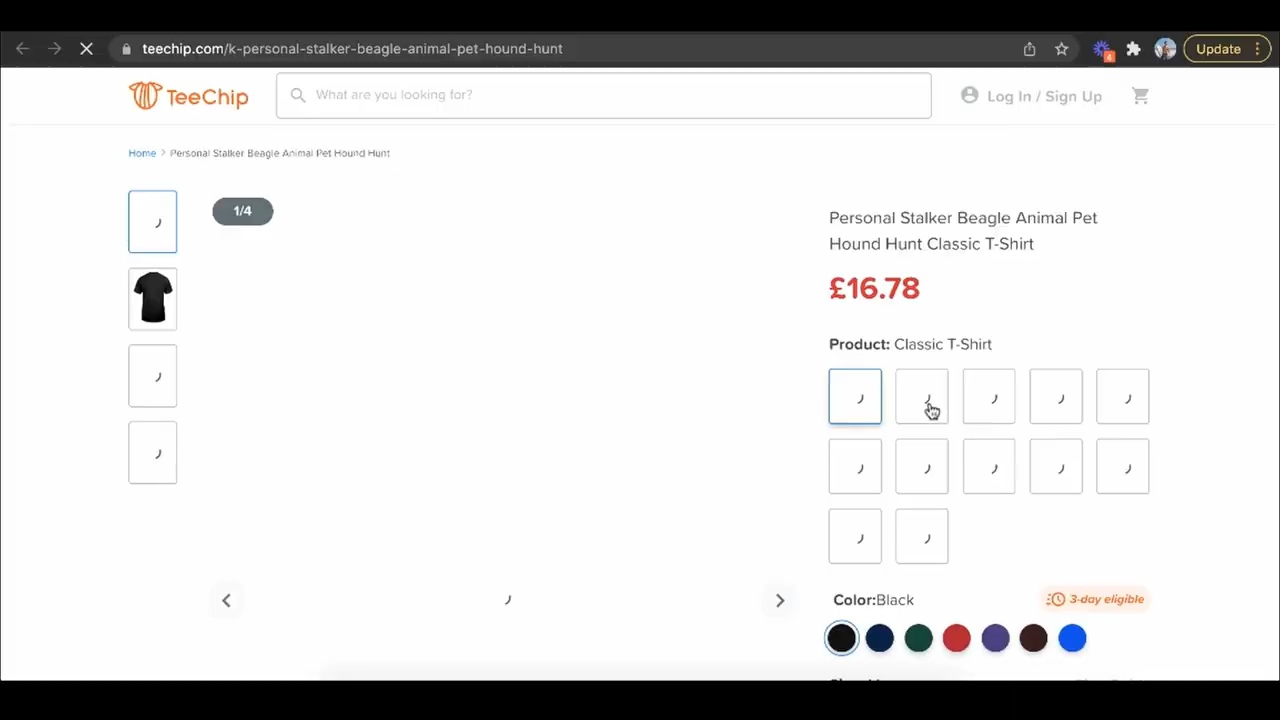 teechip.com/k-personal-stalker-beagle-animal-pet-hound-hunt
4
Update
TeeChip
What are you looking for?
Log In / Sign Up
Home > Personal Stalker Beagle Animal Pet Hound Hunt
1/4
Personal Stalker Beagle Animal Pet
Hound Hunt Classic T-Shirt
£16.78
Product: Classic T-Shirt
Color:Black
3-day eligible